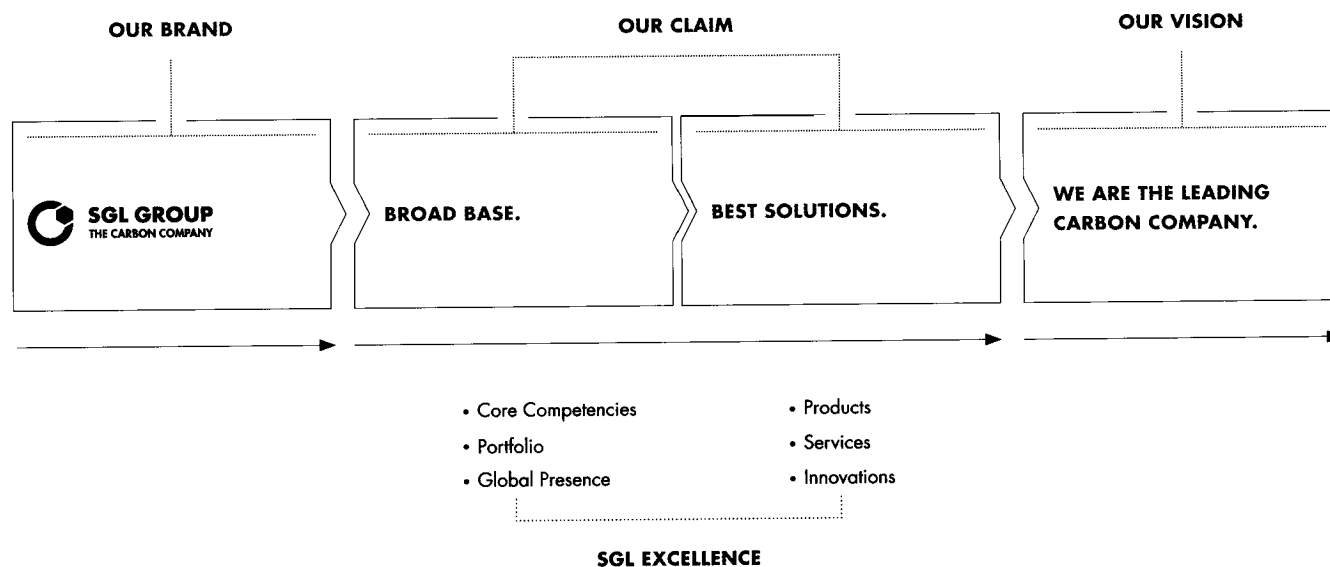 OUR BRAND
OUR CLAIM
OUR VISION
SGL GROUP
THE CARBON COMPANY
BROAD BASE.
BEST SOLUTIONS.
WE ARE THE LEADING
CARBON COMPANY.
• Core Competencies
• Portfolio
• Global Presence
• Products
• Services
• Innovations
SGL EXCELLENCE